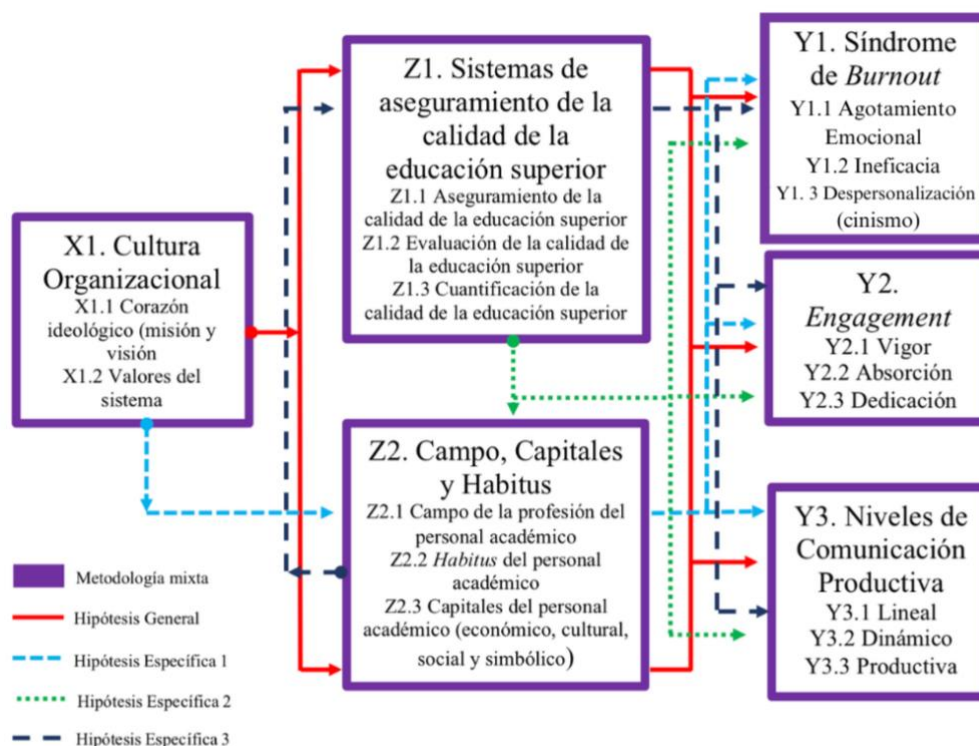 X1. Cultura
Organizacional
X1.1 Corazón
ideológico (misión y
visión
X1.2 Valores del
sistema
Z1. Sistemas de
aseguramiento de la
calidad de la
educación superior
Z1.1 Aseguramiento de la
calidad de la educación superior
Z1.2 Evaluación de la calidad de
la educación superior
Z1.3 Cuantificación de la
calidad de la educación superior
Z2. Campo, Capitales
y Habitus
Z2.1 Campo de la profesión del
personal académico
Z2.2 Habitus del personal
académico
Z2.3 Capitales del personal
académico (económico, cultural,
social y simbólico)
Y1. Síndrome
de Burnout
Y1.1 Agotamiento
Emocional
Y1.2 Ineficacia
Y1. 3 Despersonalización
(cinismo)
Y2.
Engagement
Y2.1 Vigor
Y2.2 Absorción
Y2.3 Dedicación
Y3. Niveles de
Comunicación
Productiva
Y3.1 Lineal
Y3.2 Dinámico
Y3.3 Productiva
Metodología mixta
Hipótesis General
Hipótesis Específica 1
Hipótesis Específica 2
Hipótesis Específica 3